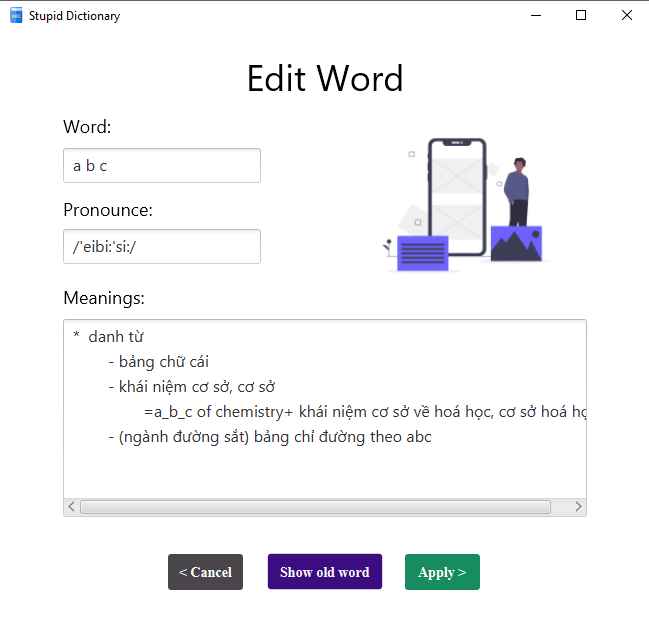 Stupid Dictionary
Edit Word
Word:
a b c
Pronounce:
/'eibi:'si:/
Meanings:
* danh từ
- bảng chữ cái
- khái niệm cơ sở, cơ sở
=a_b_c of chemistry+ khái niệm cơ sở về hoá học, cơ sở hoá
- (ngành đường sắt) bảng chỉ đường theo abc
< Cancel
Show old word
Apply >